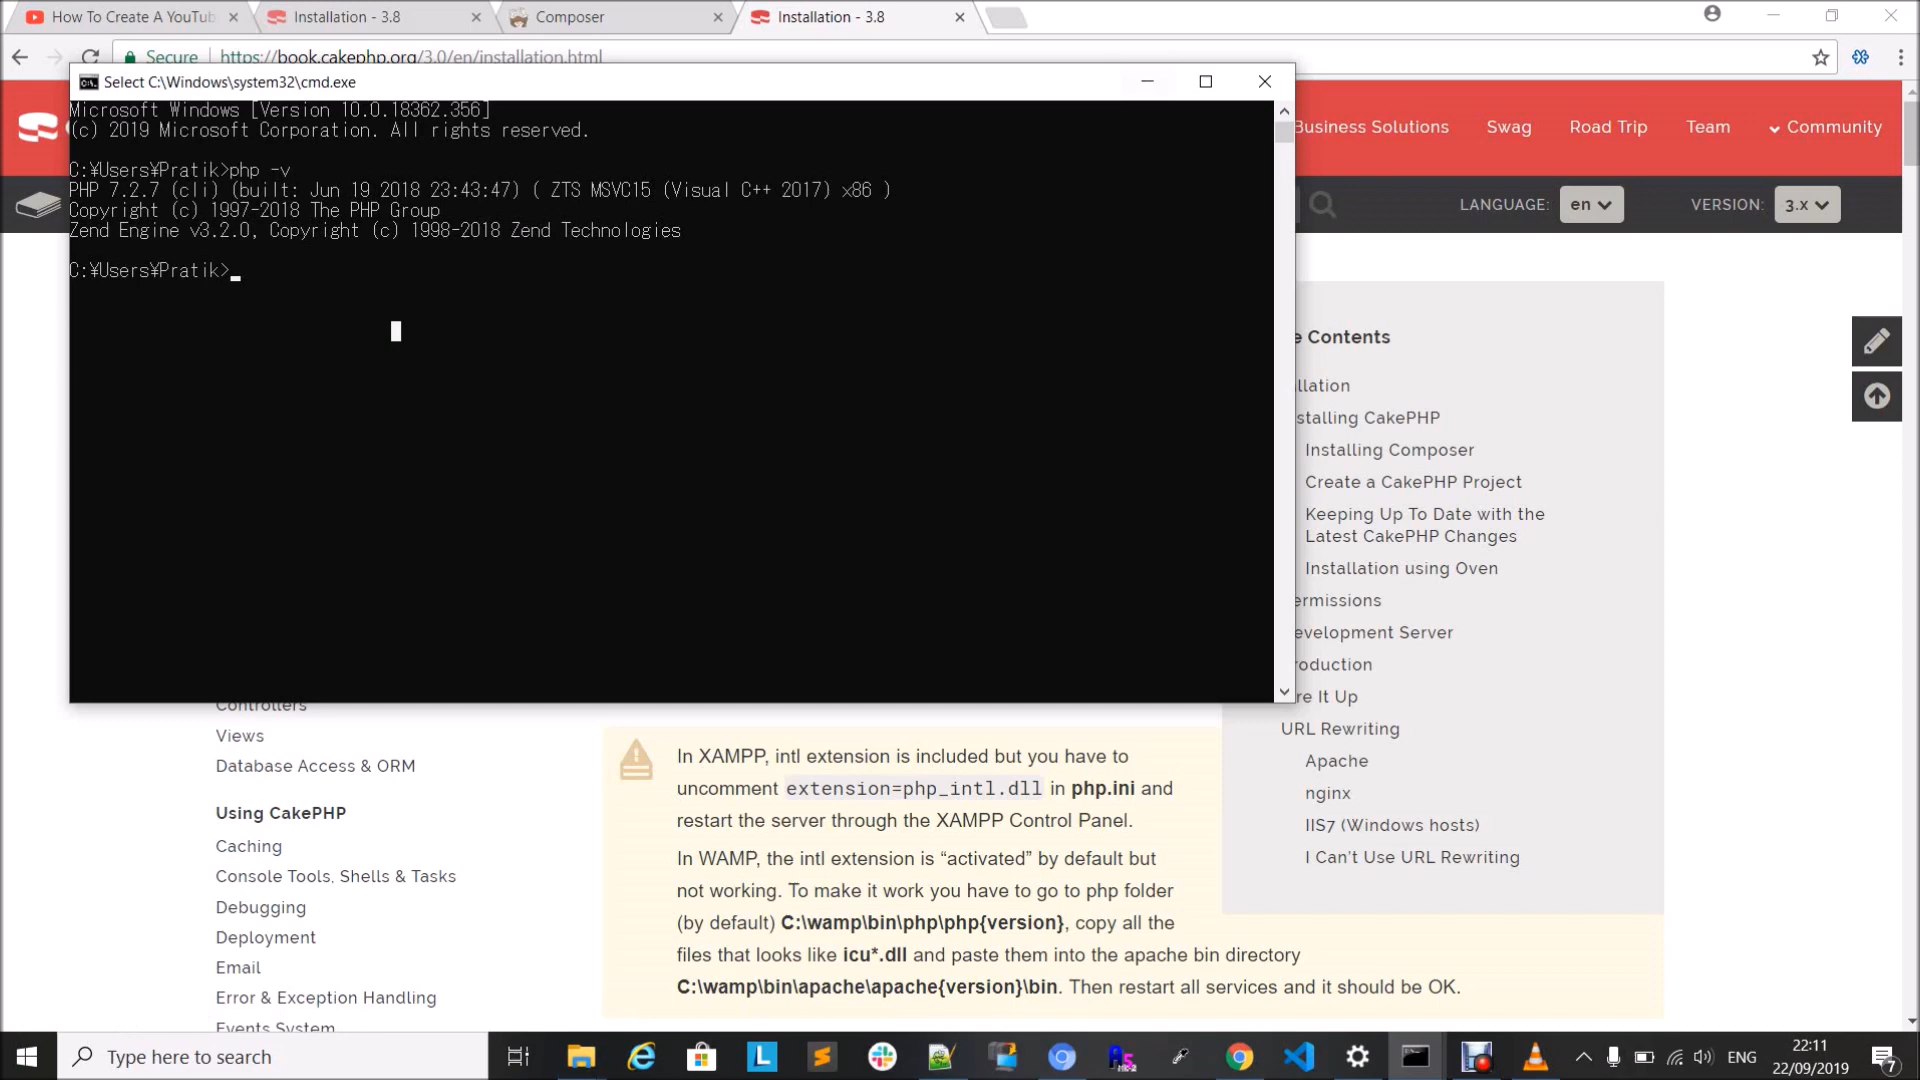 How To Create A YouTub
Installation - 3.8
Composer
Installation - 3.8
Secure
https://book.cakephp.org/3.0/en/installation.html
Select C:\Windows\system32\cmd.exe
Microsoft Windows [Version 10.0.18362.356]
(c) 2019 Microsoft Corporation. All rights reserved.
C:¥Users¥Pratik>php -v
PHP 7.2.7 (cli) (built: Jun 19 2018 23:43:47) ( ZTS MSVC15 (Visual C++ 2017) x86 )
Copyright (c) 1997-2018 The PHP Group
Zend Engine v3.2.0, Copyright (c) 1998-2018 Zend Technologies
C:¥Users¥Pratik>
Business Solutions
Swag
Road Trip
Team
Community
LANGUAGE:
en
VERSION:
3.x
Contents
llation
stalling CakePHP
Installing Composer
Create a CakePHP Project
Keeping Up To Date with the
Latest CakePHP Changes
Installation using Oven
ermissions
evelopment Server
roduction
re It Up
URL Rewriting
Apache
nginx
IIS7 (Windows hosts)
I Can't Use URL Rewriting
Controllers
Views
Database Access & ORM
Using CakePHP
Caching
Console Tools, Shells & Tasks
Debugging
Deployment
Email
Error & Exception Handling
Events System
In XAMPP, intl extension is included but you have to
uncomment extension=php_intl.dll in php.ini and
restart the server through the XAMPP Control Panel.
In WAMP, the intl extension is “activated” by default but
not working. To make it work you have to go to php folder
(by default) C:\wamp\bin\php\php{version}, copy all the
files that looks like icu*.dll and paste them into the apache bin directory
C:\wamp\bin\apache\apache{version}\bin. Then restart all services and it should be OK.
Type here to search
ENG
22:11
22/09/2019
7